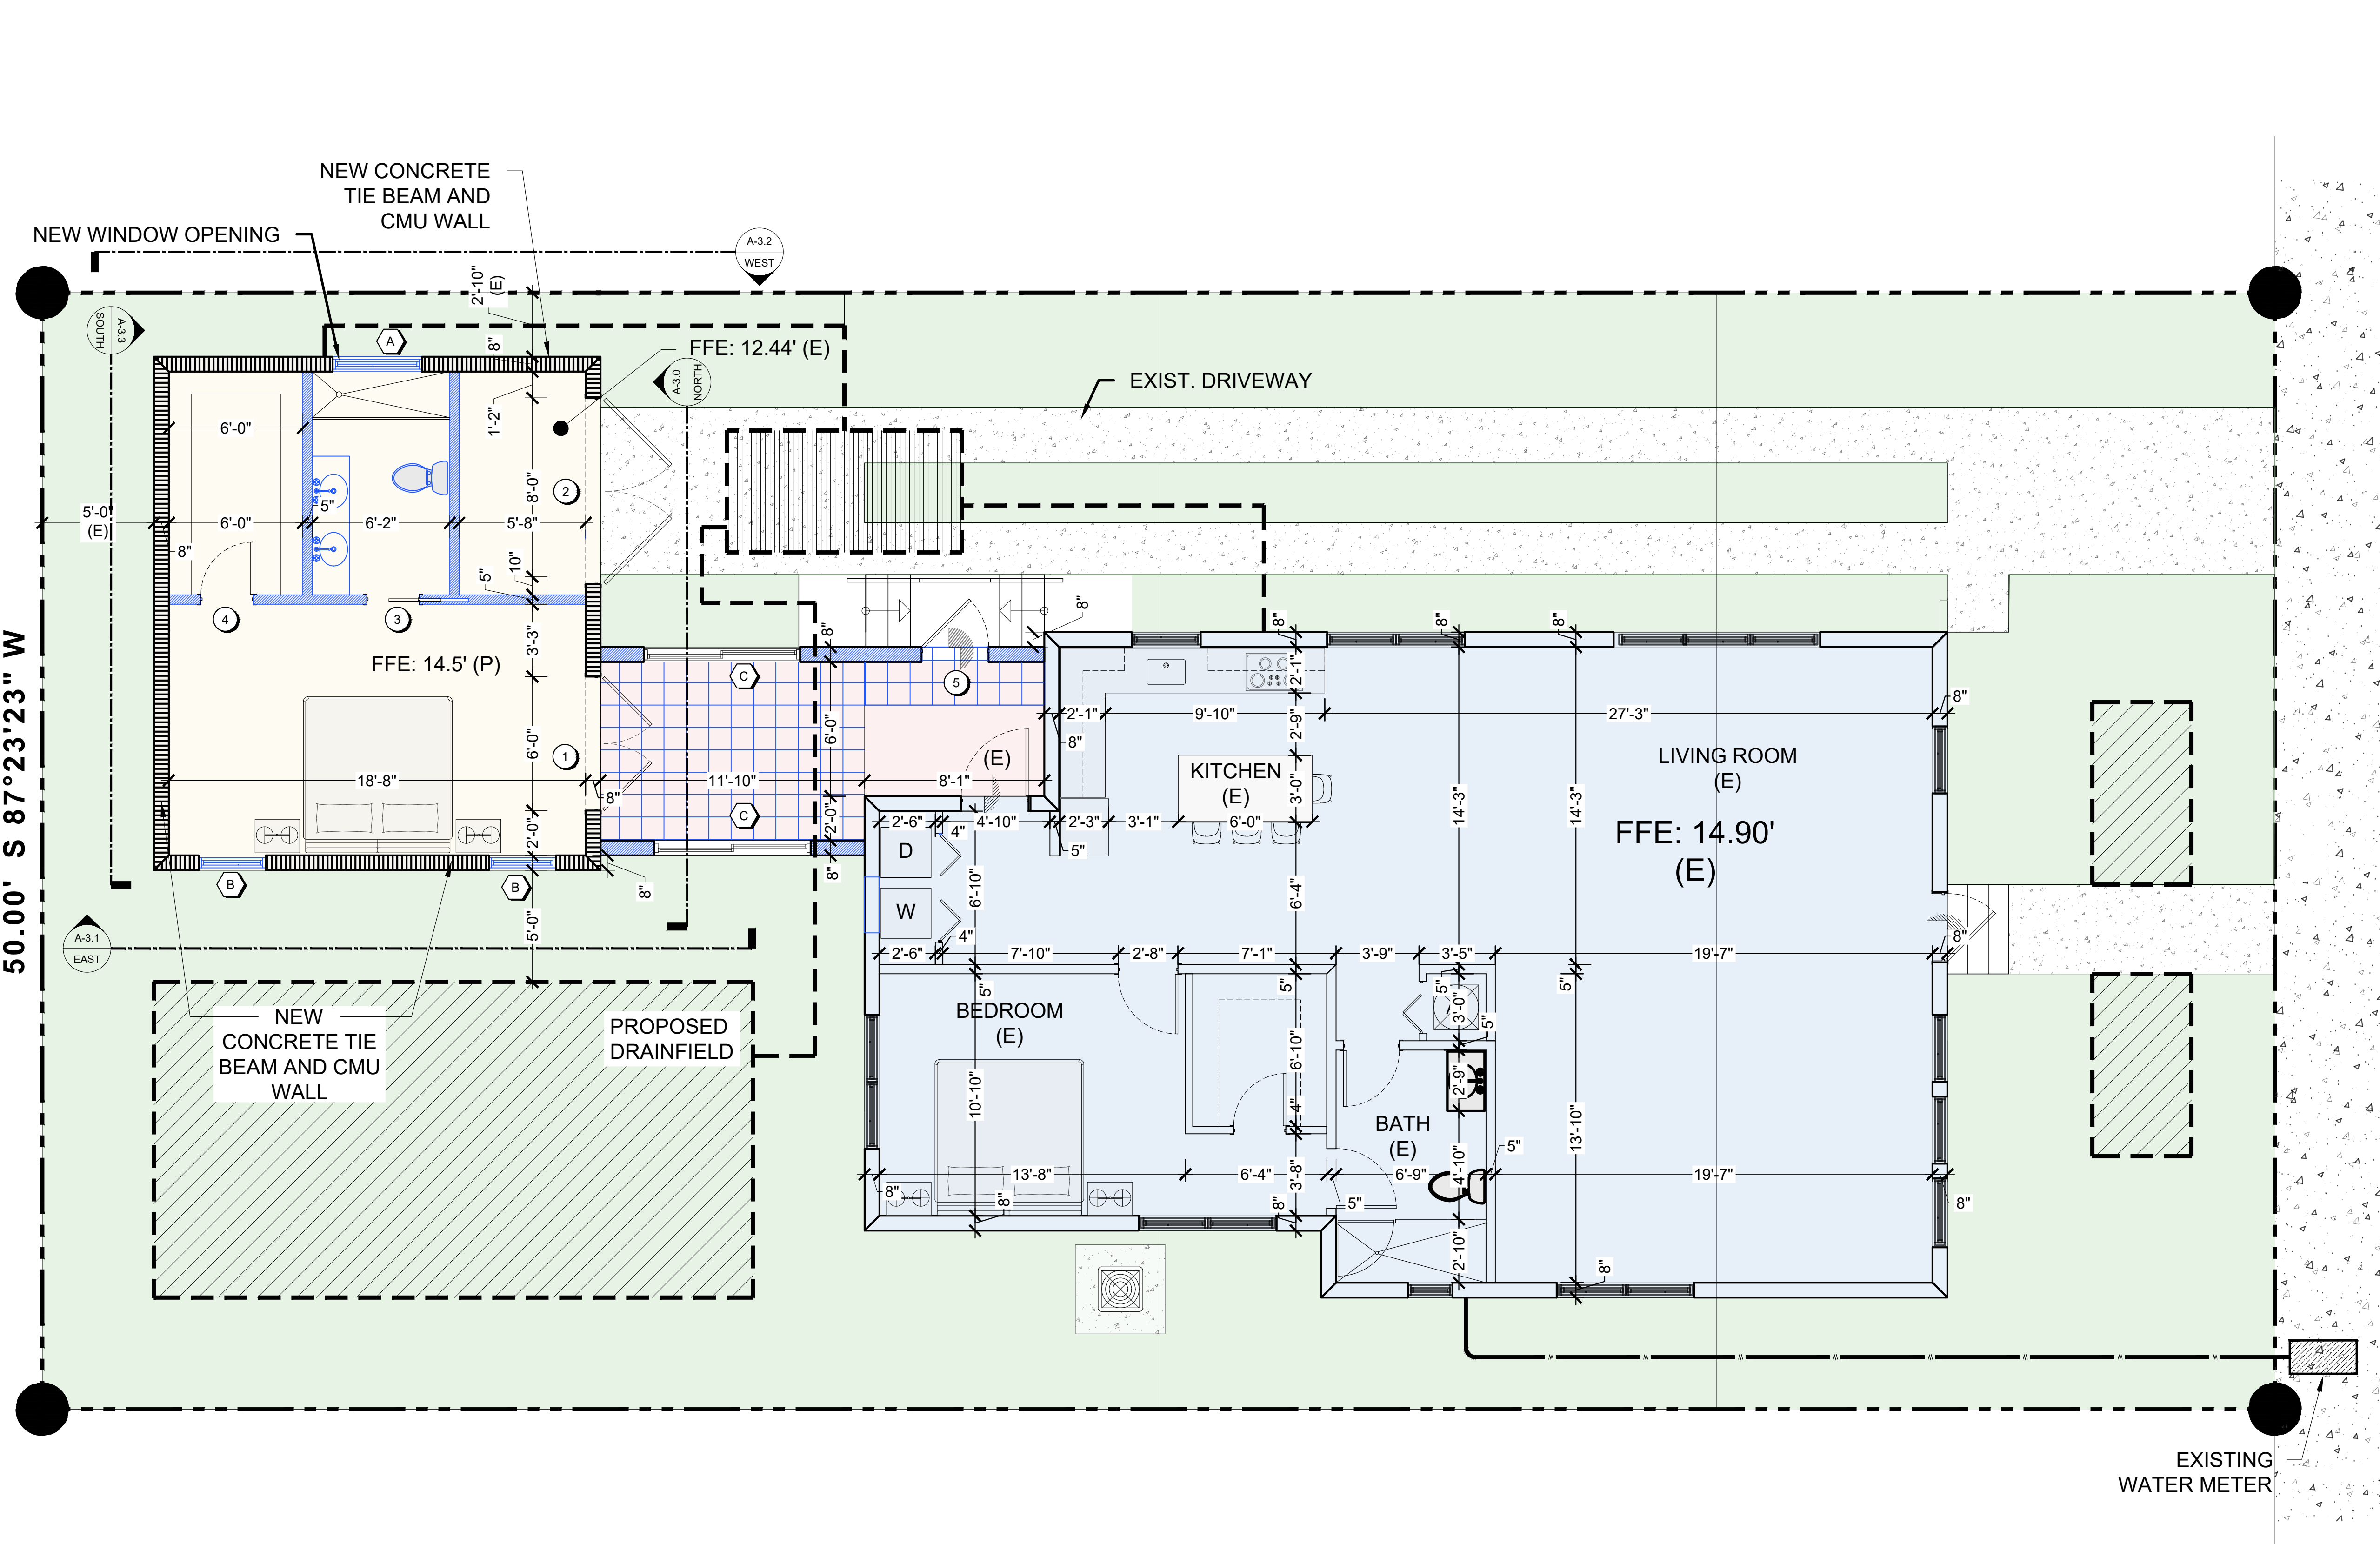 NEW CONCRETE
TIE BEAM AND
CMU WALL
NEW WINDOW OPENING
A-3.2
WEST
2'-10"
(E)
A-3.3
SOUTH
A
8"
FFE: 12.44' (E)
A-3.0
NORTH
EXIST. DRIVEWAY
1'-2"
6'-0"
8'-0"
2
5'-0"
(E)
6'-0"
5"
6'-2"
5'-8"
8"
10"
5"
4
3
3'-3"
FFE: 14.5' (P)
8"
8"
8"
8"
8"
C
5
2'-1"
8"
2'-1"
9'-10"
27'-3"
8"
2'-9"
6'-0"
6'-0"
1
(E)
LIVING ROOM
(E)
KITCHEN
(E)
3'-0"
18'-8"
8"
11'-10"
8'-1"
14'-3"
14'-3"
C
2'-0"
2'-0"
2'-6"
4"
4'-10"
2'-3"
3'-1"
6'-0"
FFE: 14.90'
(E)
D
5"
B
B
8"
8"
6'-10"
6'-4"
W
5'-0"
A-3.1
EAST
4"
8"
2'-6"
7'-10"
2'-8"
7'-1"
3'-9"
3'-5"
19'-7"
50.00' S 87°23'23" W
5"
5"
5"
5"
BEDROOM
(E)
3'-0"
5"
NEW
CONCRETE TIE
BEAM AND CMU
WALL
PROPOSED
DRAINFIELD
6'-10"
2'-9"
10'-10"
4"
BATH
(E)
13'-10"
5"
13'-8"
6'-4"
3'-8"
6'-9"
4'-10"
19'-7"
8"
8"
8"
5"
8"
2'-10"
8"
EXISTING
WATER METER